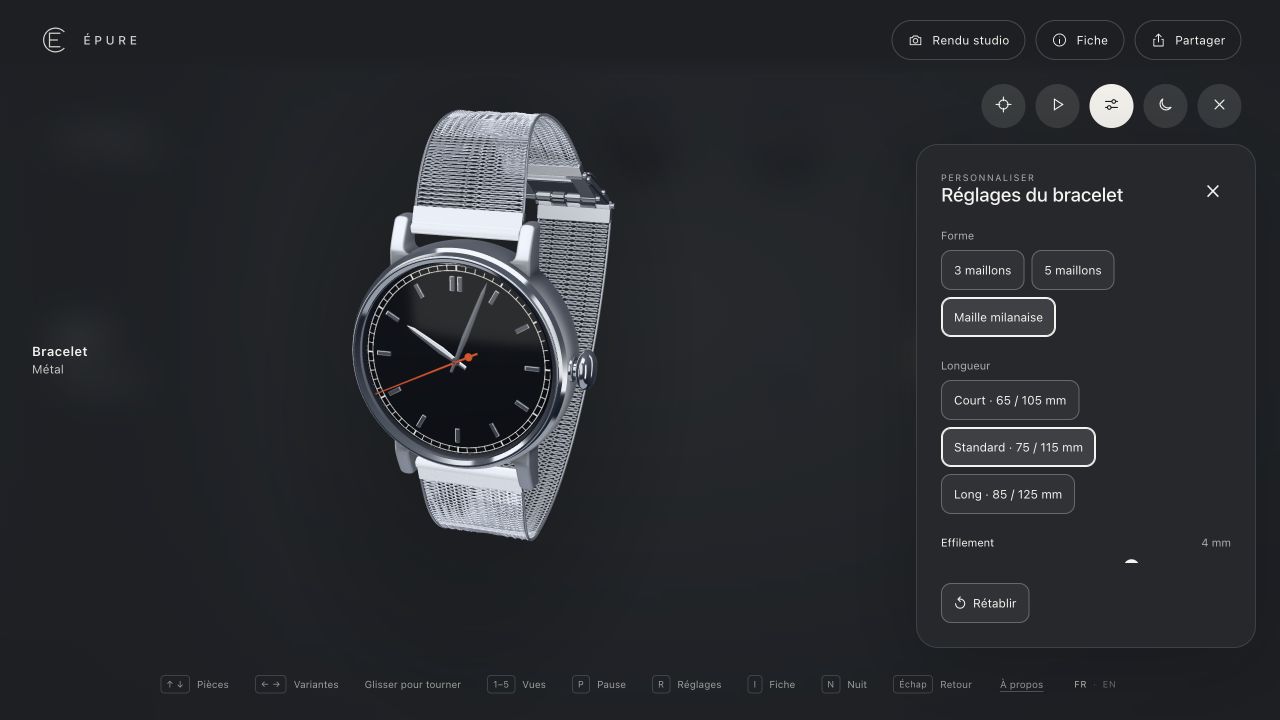 ÉPURE
Rendu studio
Fiche
Partager
PERSONNALISER
Réglages du bracelet
Forme
3 maillons
5 maillons
Maille milanaise
Bracelet
Métal
Longueur
Court · 65 / 105 mm
Standard · 75 / 115 mm
Long · 85 / 125 mm
Effilement 4 mm
Rétablir
↑ ↓ Pièces ← → Variantes Glisser pour tourner 1–5 Vues P Pause R Réglages I Fiche N Nuit Échap Retour À propos FR · EN